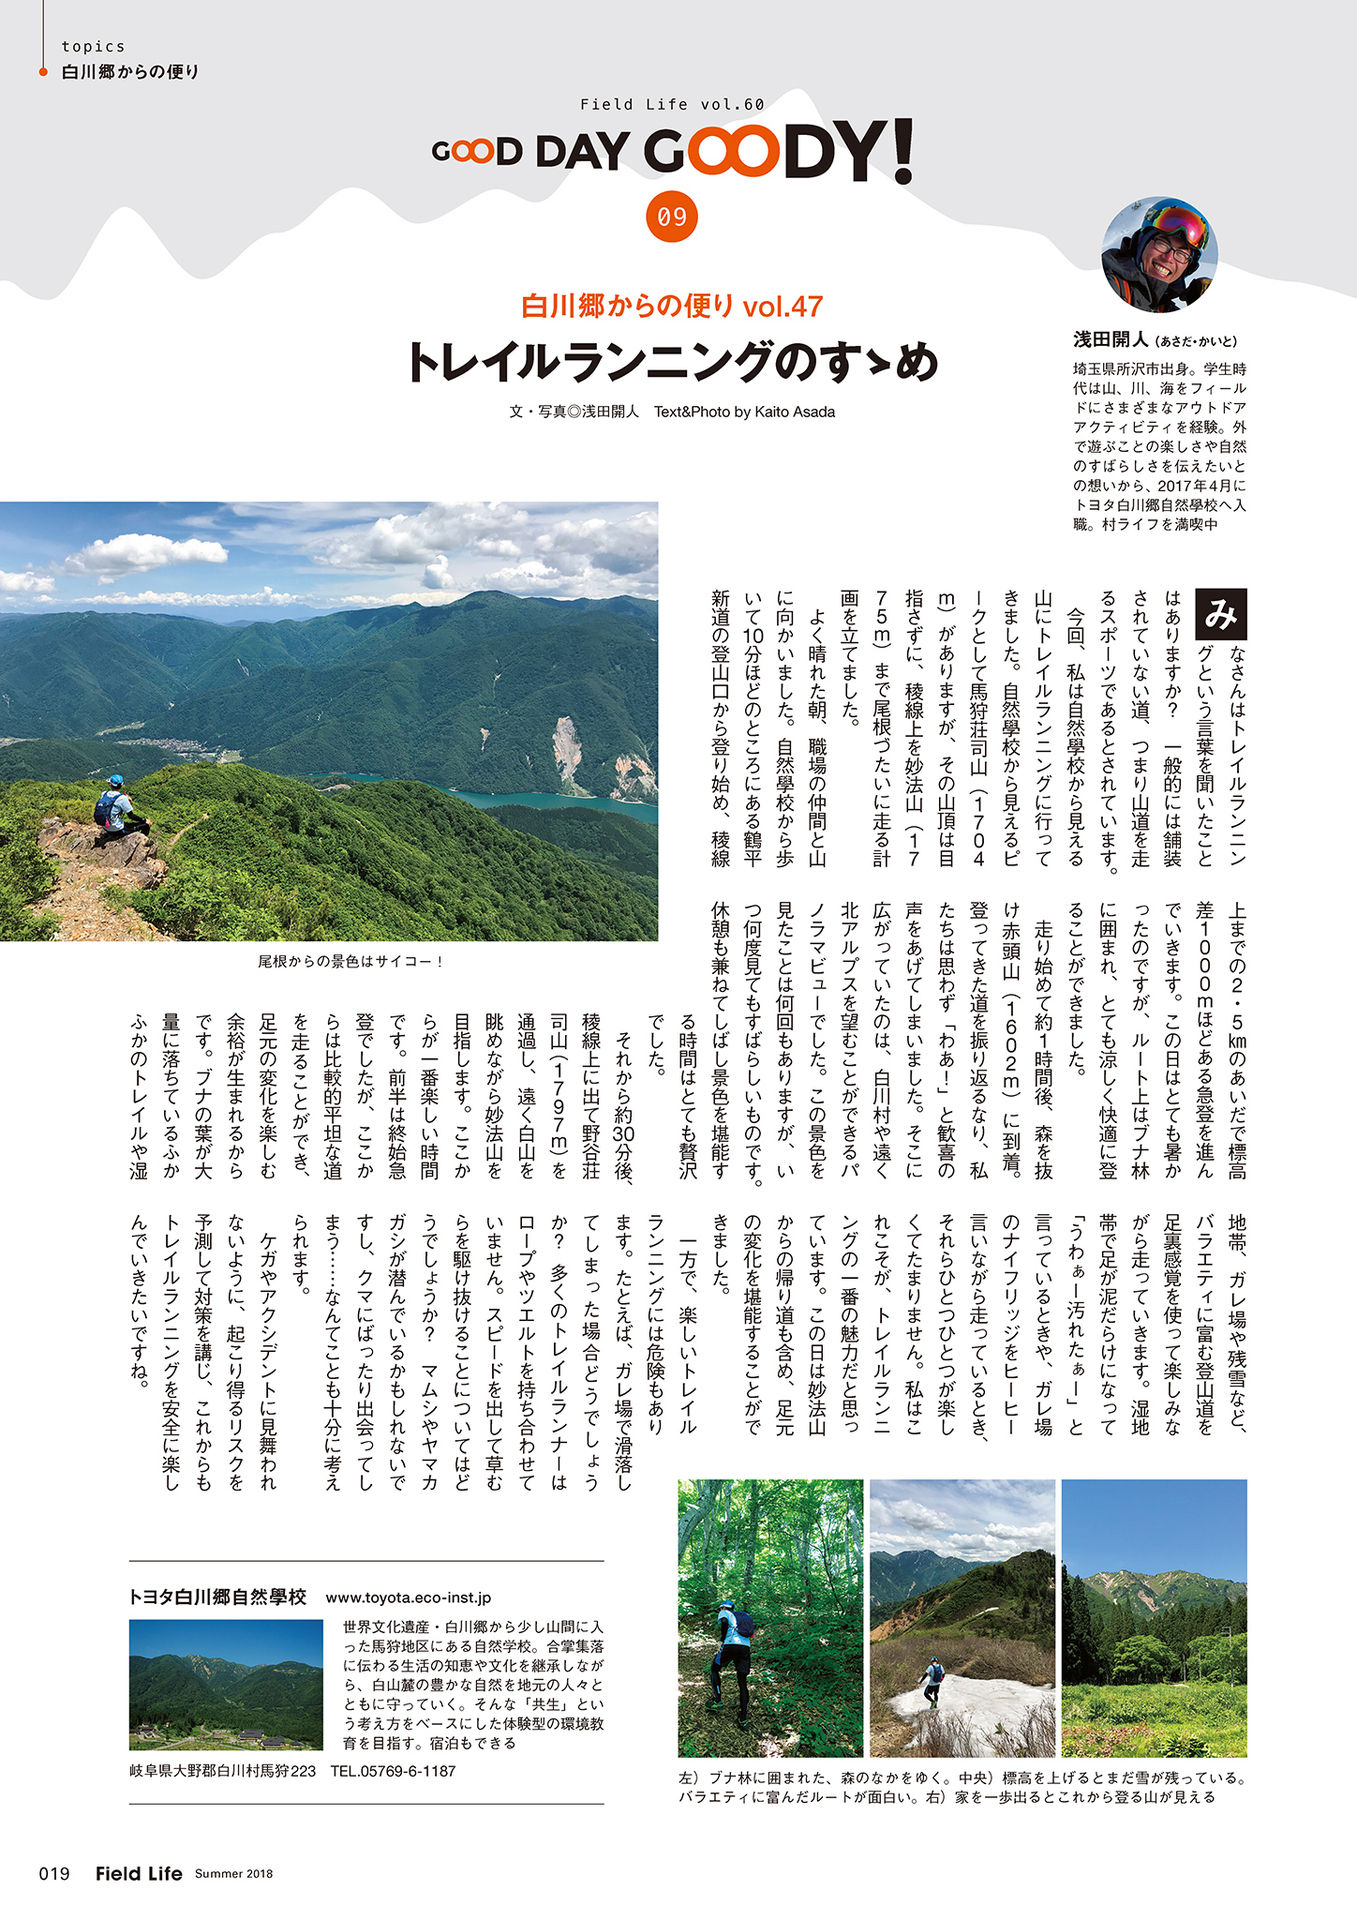 topics
白川郷からの便り
Field Life vol.60
GOOD DAY GOODY!
09
白川郷からの便り vol.47
トレイルランニングのすゝめ
文・写真◎浅田開人 Text&Photo by Kaito Asada
浅田開人（あさだ・かいと）
埼玉県所沢市出身。学生時
代は山、川、海をフィール
ドにさまざまなアウトドア
アクティビティを経験。外
で遊ぶことの楽しさや自然
のすばらしさを伝えたいと
の想いから、2017年4月に
トヨタ白川郷自然學校へ入
職。村ライフを満喫中
みなさんはトレイルランニン
グという言葉を聞いたこと
はありますか？　一般的には舗装
されていない道、つまり山道を走
るスポーツであるとされています。
今回、私は自然學校から見える
山にトレイルランニングに行って
きました。自然學校から見えるピ
ークとして馬狩荘司山（1704
m）がありますが、その山頂は目
指さずに、稜線上を妙法山（17
75m）まで尾根づたいに走る計
画を立てました。
よく晴れた朝、職場の仲間と山
に向かいました。自然學校から歩
いて10分ほどのところにある鶴平
新道の登山口から登り始め、稜線
上までの2・5㎞のあいだで標高
差1000mほどある急登を進ん
でいきます。この日はとても暑か
ったのですが、ルート上はブナ林
に囲まれ、とても涼しく快適に登
ることができました。
走り始めて約1時間後、森を抜
け赤頭山（1602m）に到着。
登ってきた道を振り返るなり、私
たちは思わず「わあ！」と歓喜の
声をあげてしまいました。そこに
広がっていたのは、白川村や遠く
北アルプスを望むことができるパ
ノラマビューでした。この景色を
見たことは何回もありますが、い
つ何度見てもすばらしいものです。
休憩も兼ねてしばし景色を堪能す
る時間はとても贅沢
でした。
それから約30分後、
稜線上に出て野谷荘
司山（1797m）を
通過し、遠く白山を
眺めながら妙法山を
目指します。ここか
らが一番楽しい時間
です。前半は終始急
登でしたが、ここか
らは比較的平坦な道
を走ることができ、
足元の変化を楽しむ
余裕が生まれるから
です。ブナの葉が大
量に落ちているふか
ふかのトレイルや湿
地帯、ガレ場や残雪など、
バラエティに富む登山道を
足裏感覚を使って楽しみな
がら走っていきます。湿地
帯で足が泥だらけになって
「うわぁー汚れたぁー」と
言っているときや、ガレ場
のナイフリッジをヒーヒー
言いながら走っているとき、
それらひとつひとつが楽し
くてたまりません。私はこ
れこそが、トレイルランニ
ングの一番の魅力だと思っ
ています。この日は妙法山
からの帰り道も含め、足元
の変化を堪能することがで
きました。
一方で、楽しいトレイル
ランニングには危険もあり
ます。たとえば、ガレ場で滑落し
てしまった場合どうでしょう
か？　多くのトレイルランナーは
ロープやツエルトを持ち合わせて
いません。スピードを出して草む
らを駆け抜けることについてはど
うでしょうか？　マムシやヤマカ
ガシが潜んでいるかもしれないで
すし、クマにばったり出会ってし
まう……なんてことも十分に考え
られます。
ケガやアクシデントに見舞われ
ないように、起こり得るリスクを
予測して対策を講じ、これからも
トレイルランニングを安全に楽し
んでいきたいですね。
尾根からの景色はサイコー！
左）ブナ林に囲まれた、森のなかをゆく。中央）標高を上げるとまだ雪が残っている。
バラエティに富んだルートが面白い。右）家を一歩出るとこれから登る山が見える
トヨタ白川郷自然學校 www.toyota.eco-inst.jp
世界文化遺産・白川郷から少し山間に入
った馬狩地区にある自然学校。合掌集落
に伝わる生活の知恵や文化を継承しなが
ら、白山麓の豊かな自然を地元の人々と
ともに守っていく。そんな「共生」とい
う考え方をベースにした体験型の環境教
育を目指す。宿泊もできる
岐阜県大野郡白川村馬狩223 TEL.05769-6-1187
019 Field Life Summer 2018